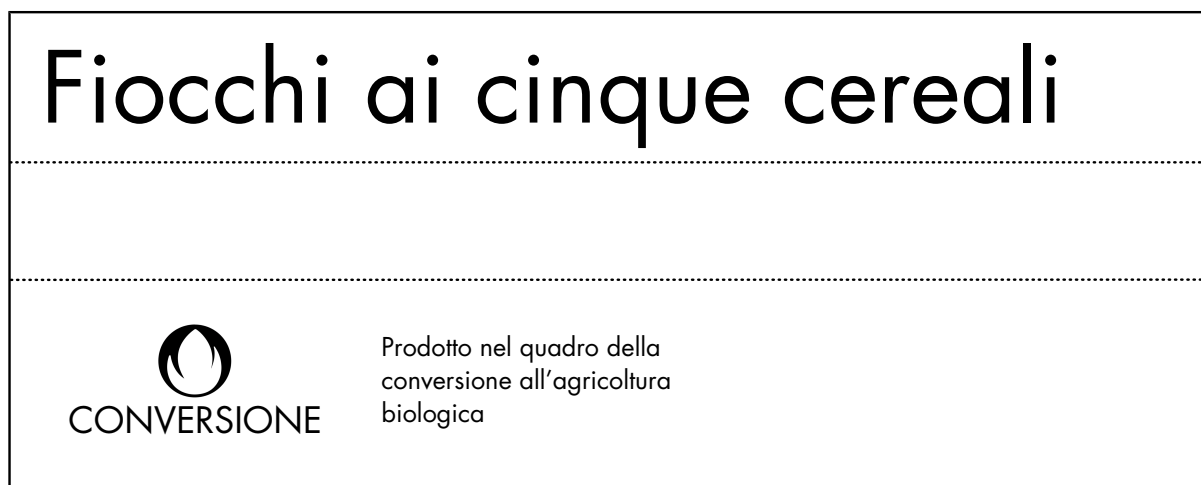 Fiocchi ai cinque cereali
CONVERSIONE
Prodotto nel quadro della
conversione all’agricoltura
biologica